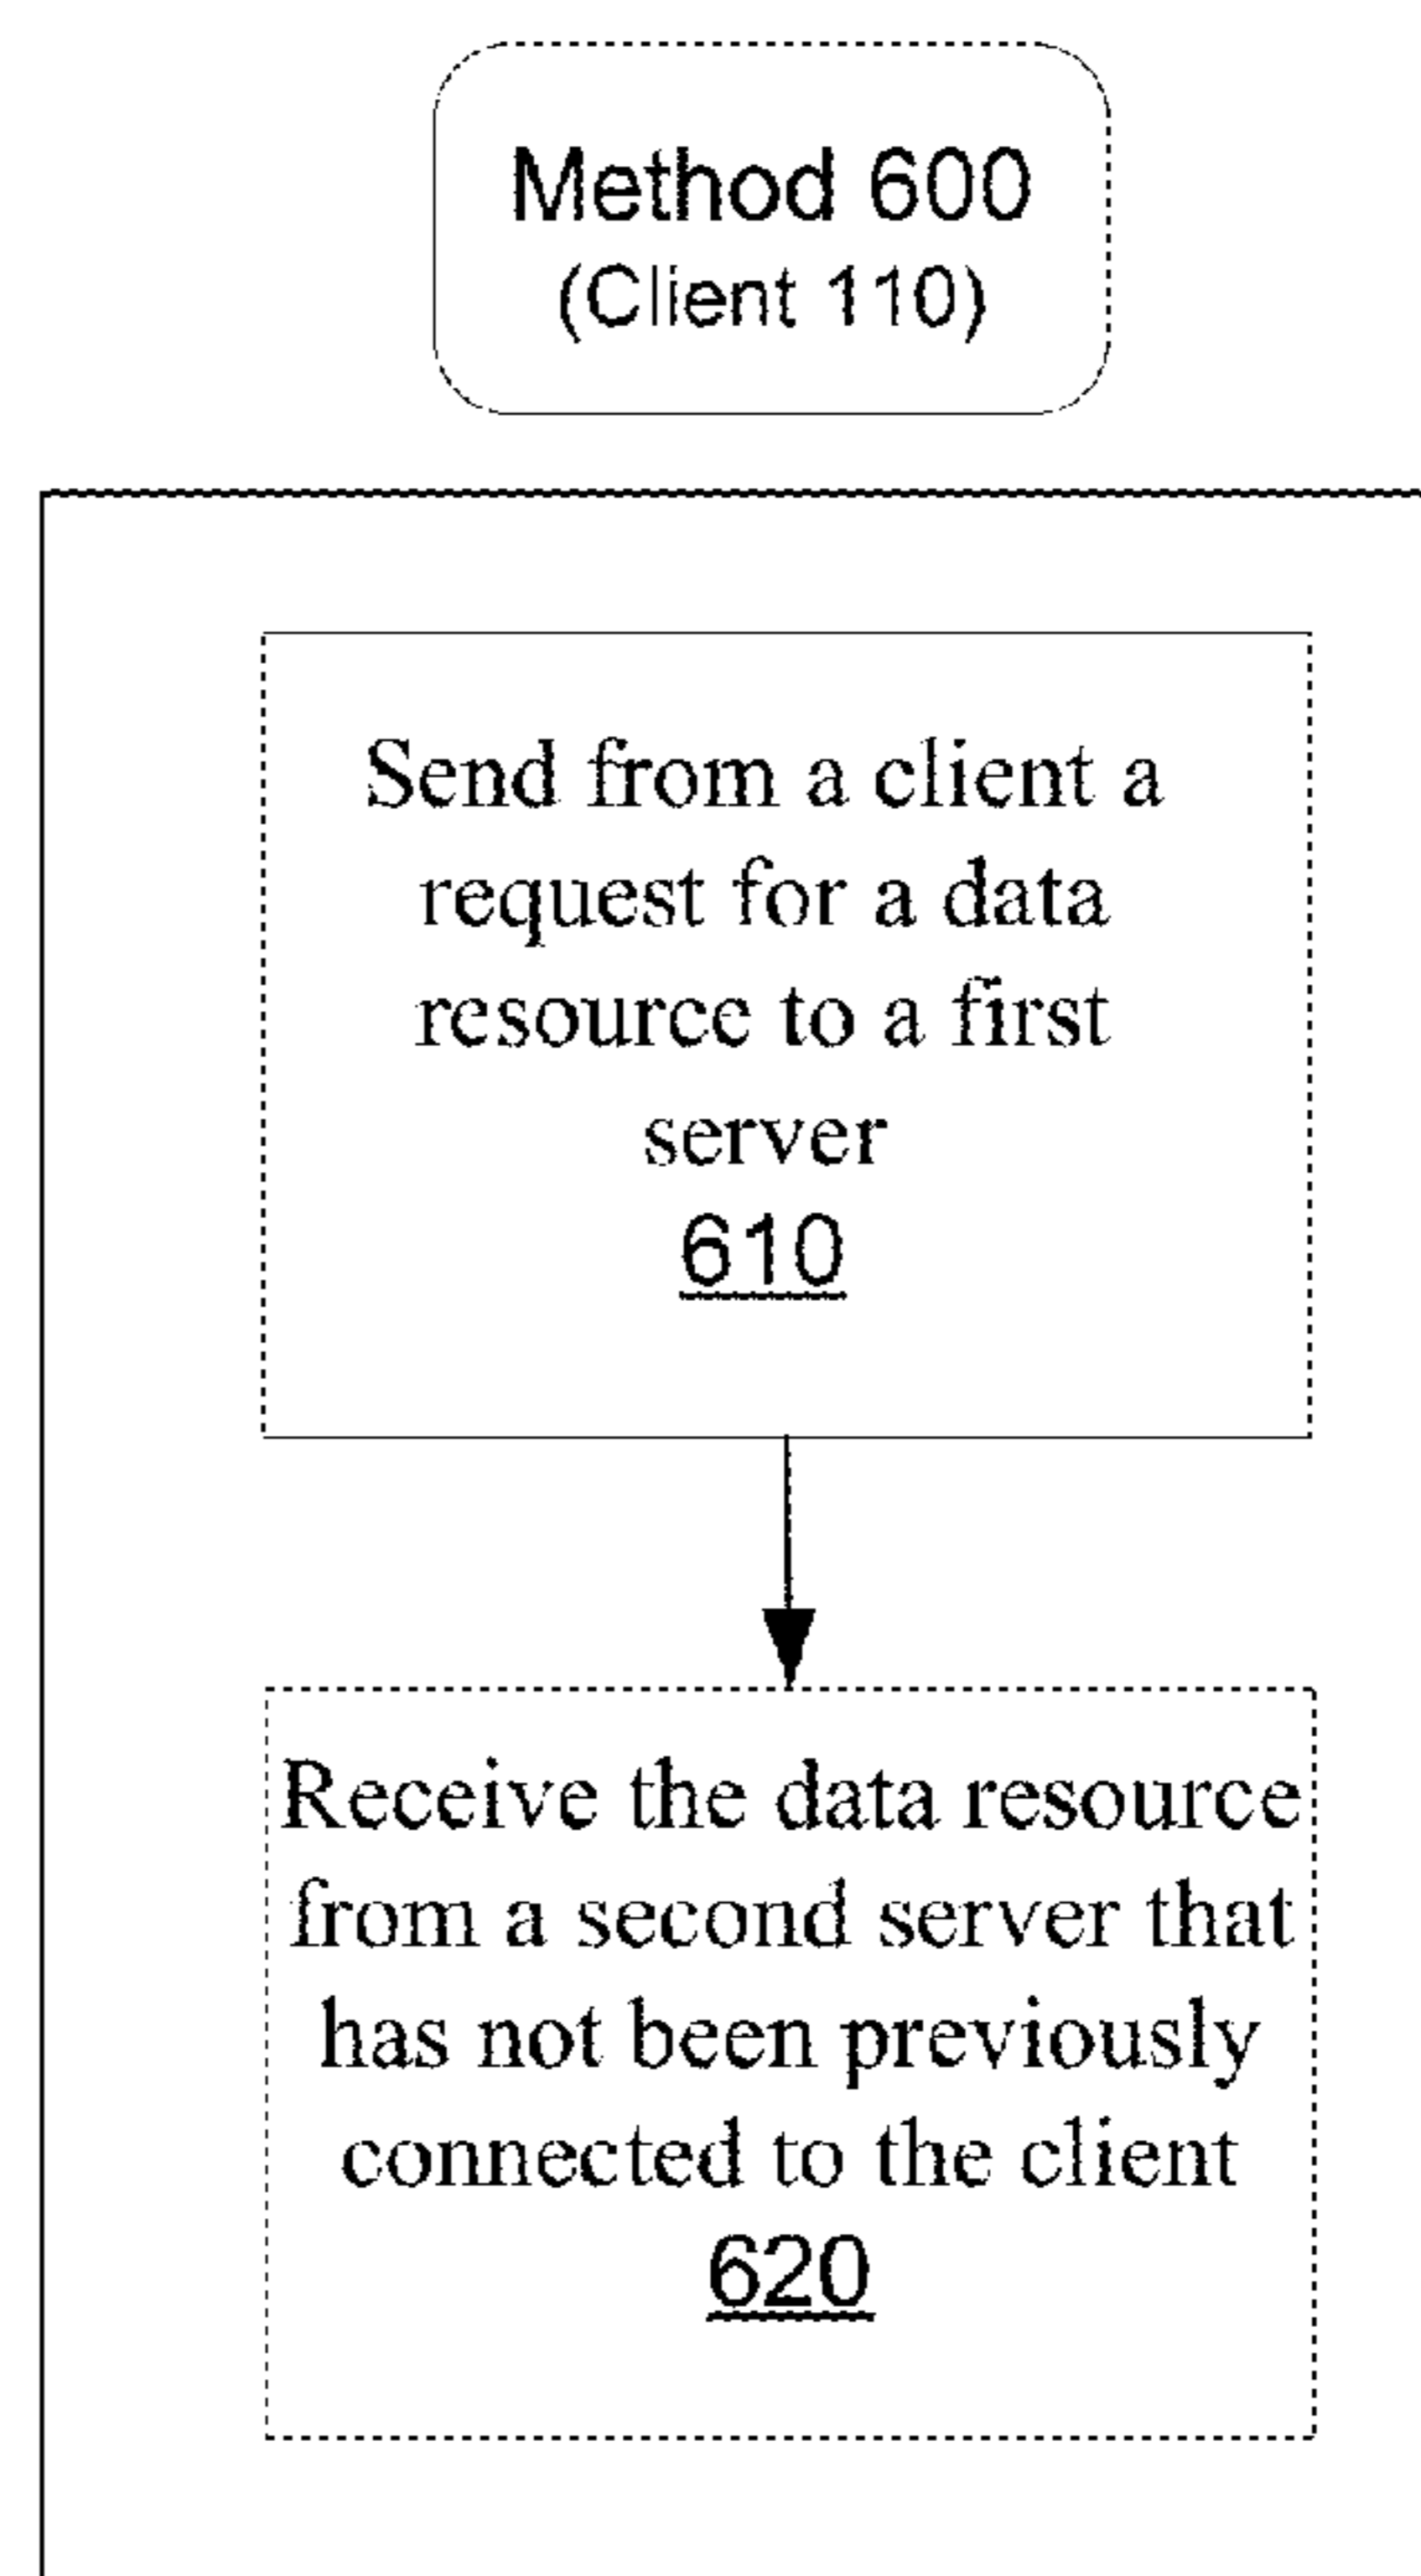 Method 600
(Client 110)
Send from a client a
request for a data
resource to a first
server
610
Receive the data resource
from a second server that
has not been previously
connected to the client
620